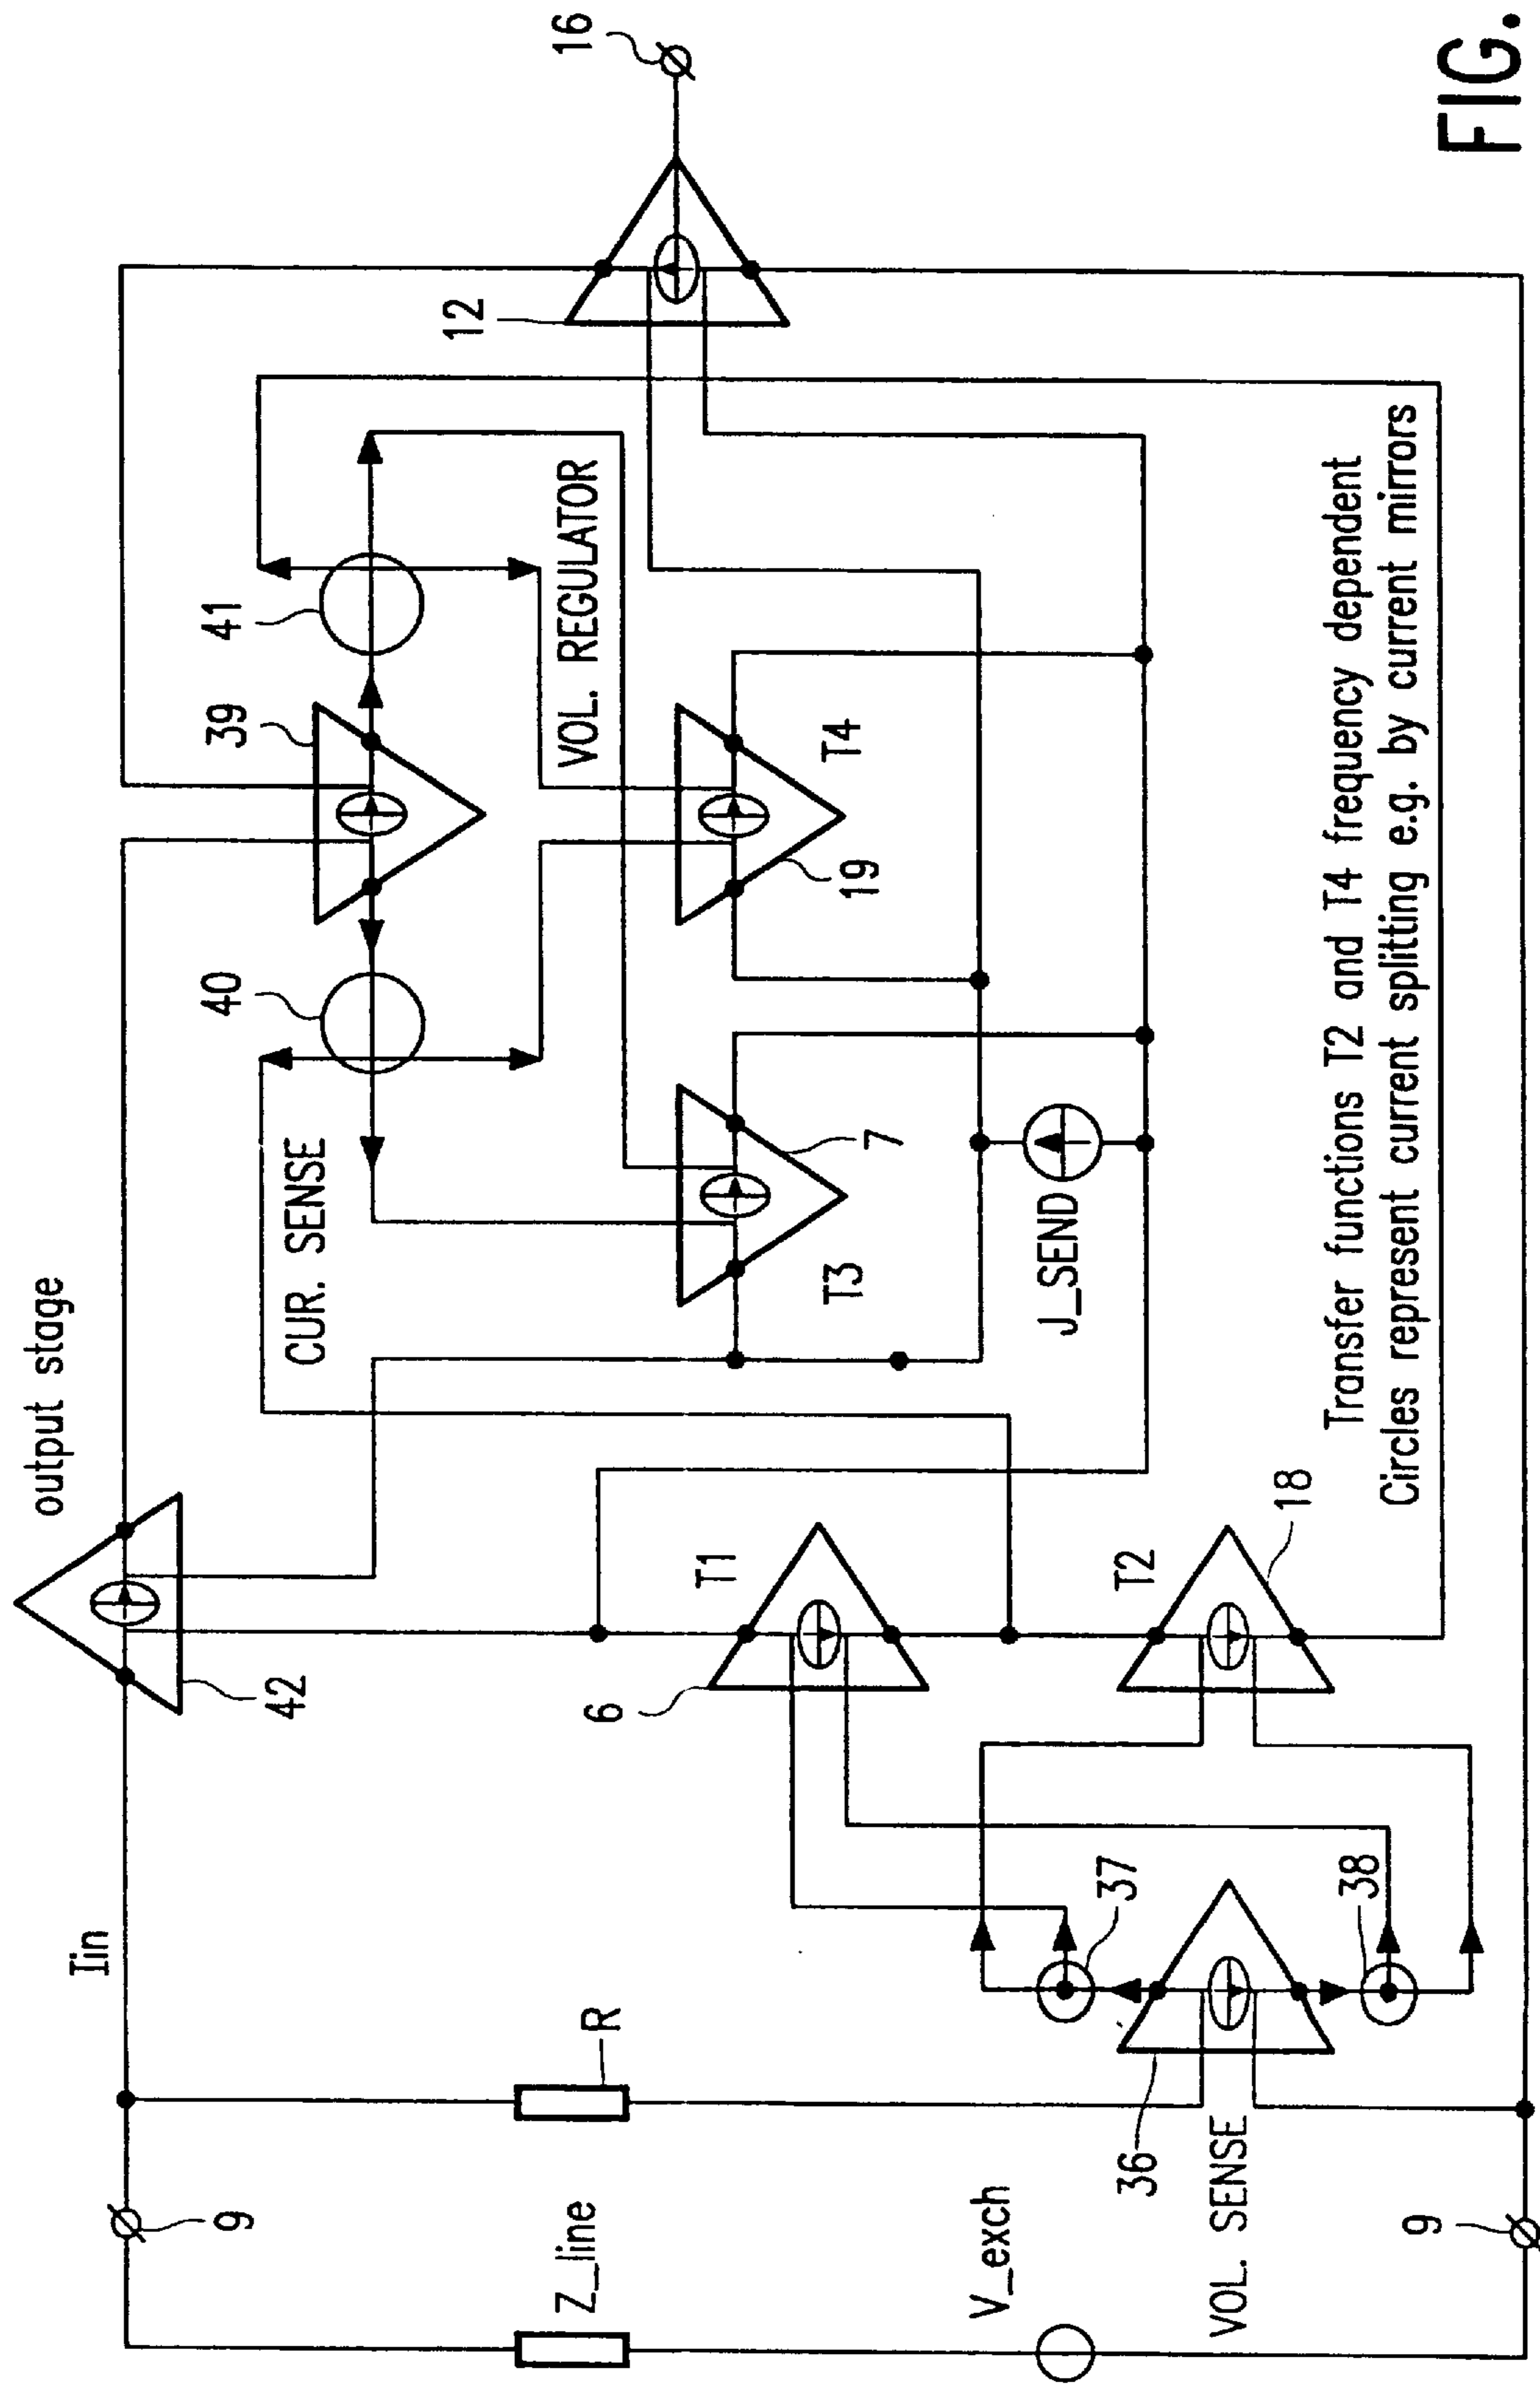 output stage
Iin
42
9
Z_line
R
V_exch
VOL. SENSE
36
37
38
9
6
T1
T2
18
CUR. SENSE
40
39
41
VOL. REGULATOR
T3
7
19
T4
J_SEND
12
16
Transfer functions T2 and T4 frequency dependent
Circles represent current splitting e.g. by current mirrors
FIG.